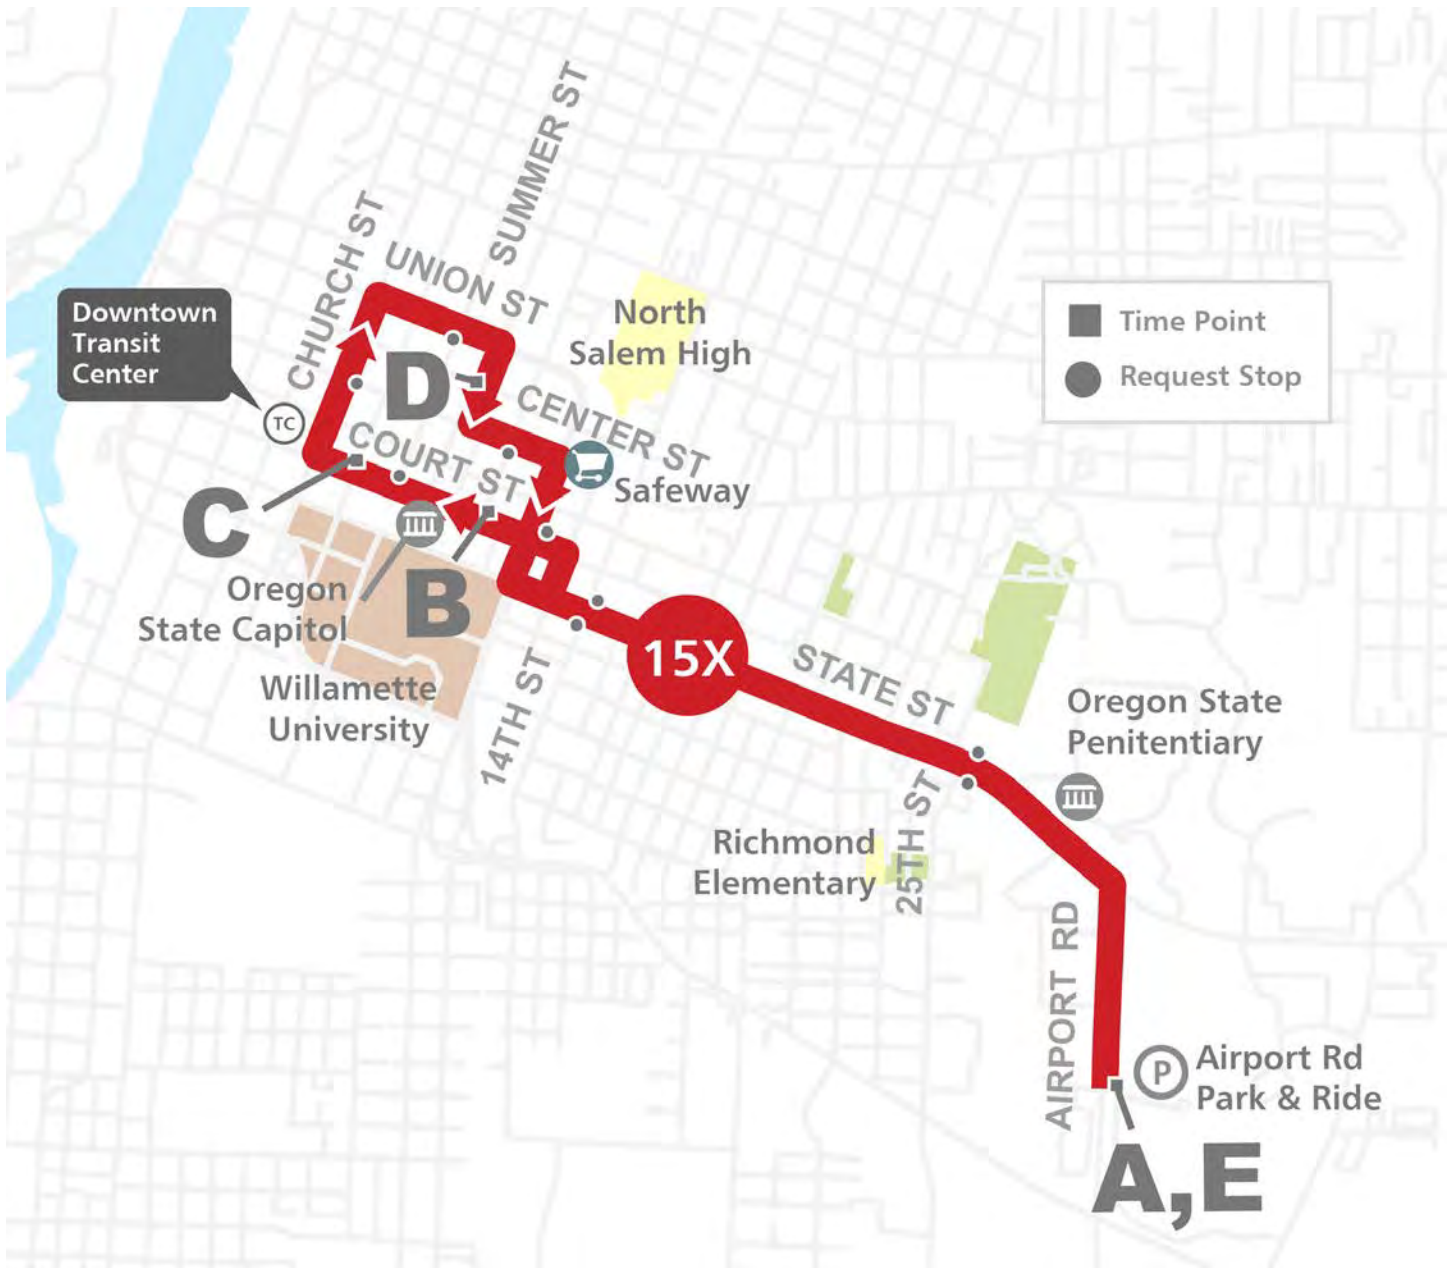 SUMMER ST
CHURCH ST
UNION ST
Downtown
Transit
Center
TC
North
Salem High
Time Point
Request Stop
D
CENTER ST
COURT ST
Safeway
C
B
Oregon
State Capitol
Willamette
University
14TH ST
15X
STATE ST
Oregon State
Penitentiary
25TH ST
Richmond
Elementary
AIRPORT RD
P
Airport Rd
Park & Ride
A,E